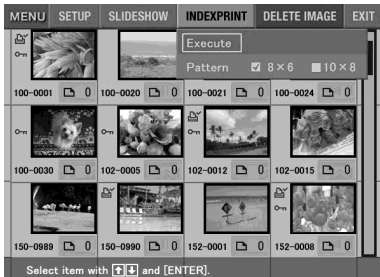 MENU SETUP SLIDESHOW INDEXPRINT DELETE IMAGE EXIT
Execute
Pattern 8×6 10×8
100-0001 0 100-0020 0 100-0021 0 100-0024 0
100-0030 0 102-0005 0 102-0012 0 102-0015 0
150-0989 0 150-0990 0 152-0001 0 152-0008 0
Select item with and [ENTER].